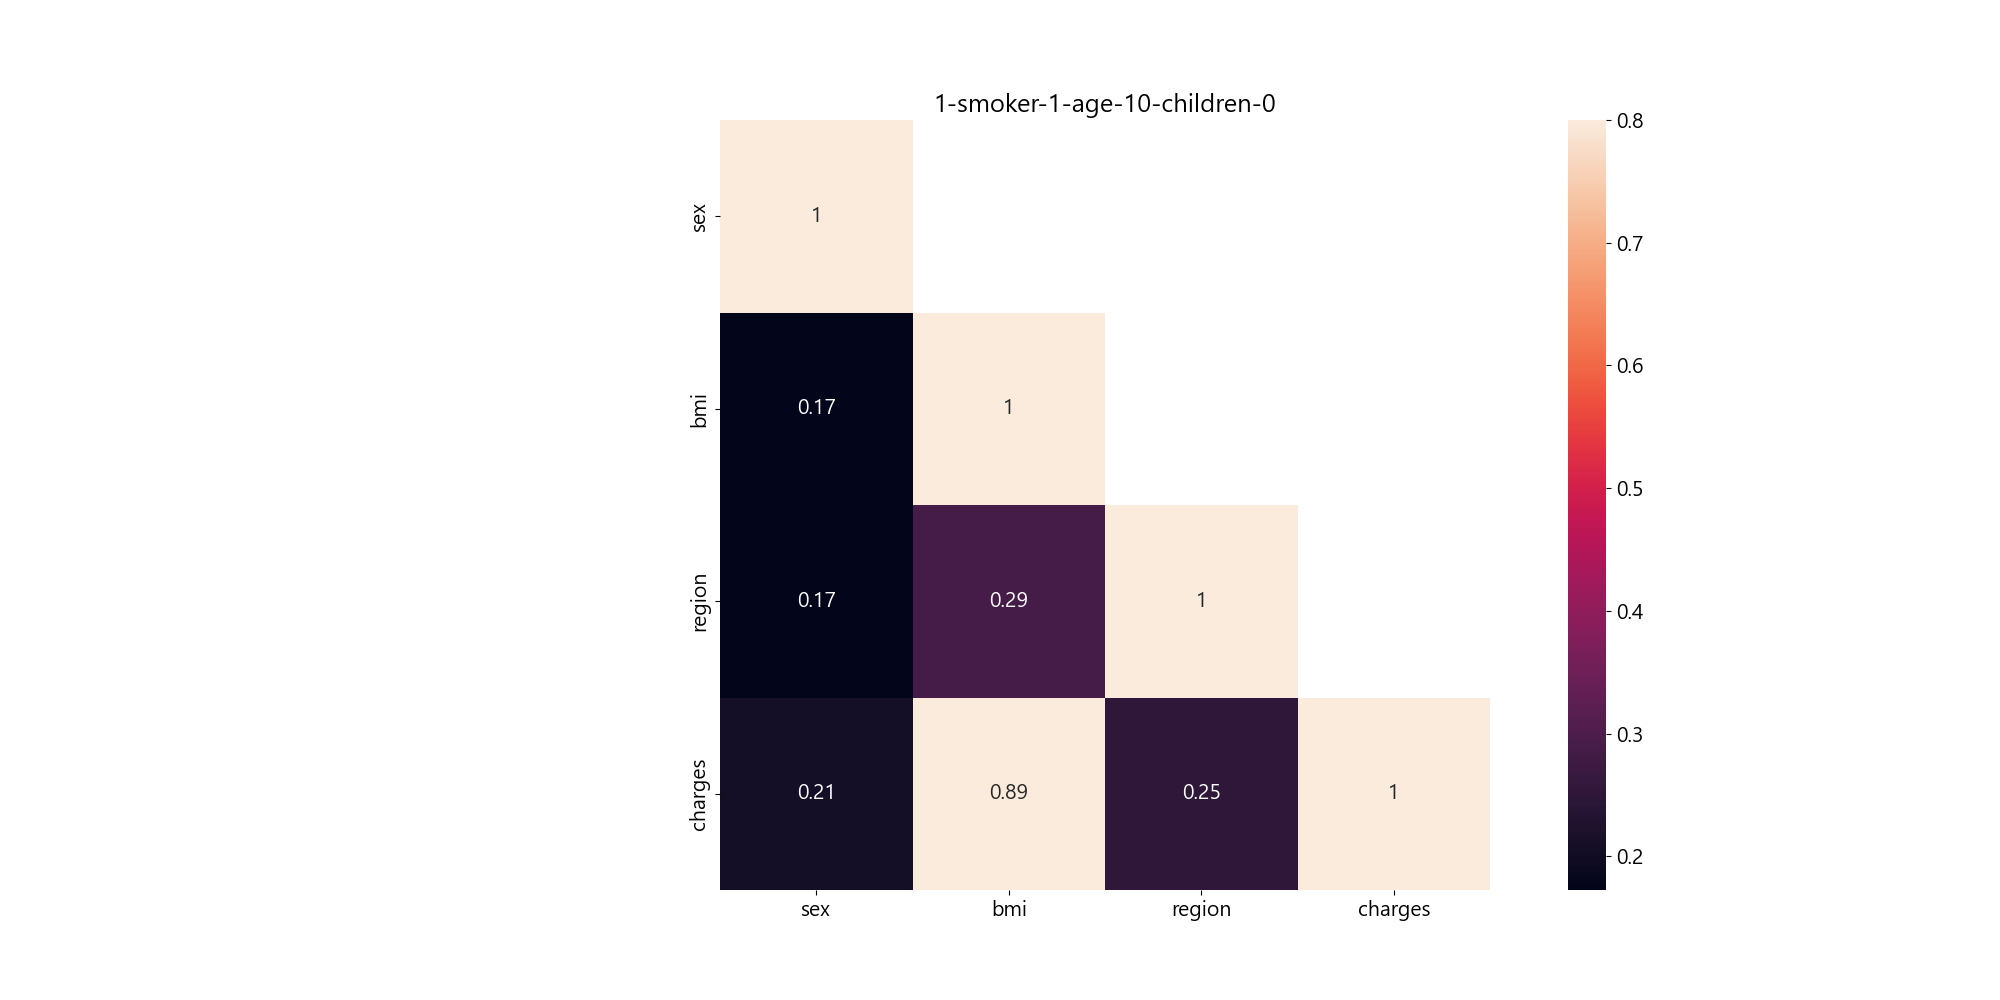 1-smoker-1-age-10-children-0
sex
1
bmi
0.17 1
region
0.17 0.29 1
charges
0.21 0.89 0.25 1
sex bmi region charges
0.8
0.7
0.6
0.5
0.4
0.3
0.2